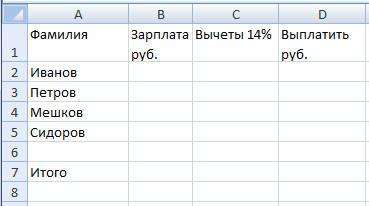 A B C D
1 Фамилия Зарплата руб. Вычеты 14% Выплатить руб.
2 Иванов
3 Петров
4 Мешков
5 Сидоров
6
7 Итого
8